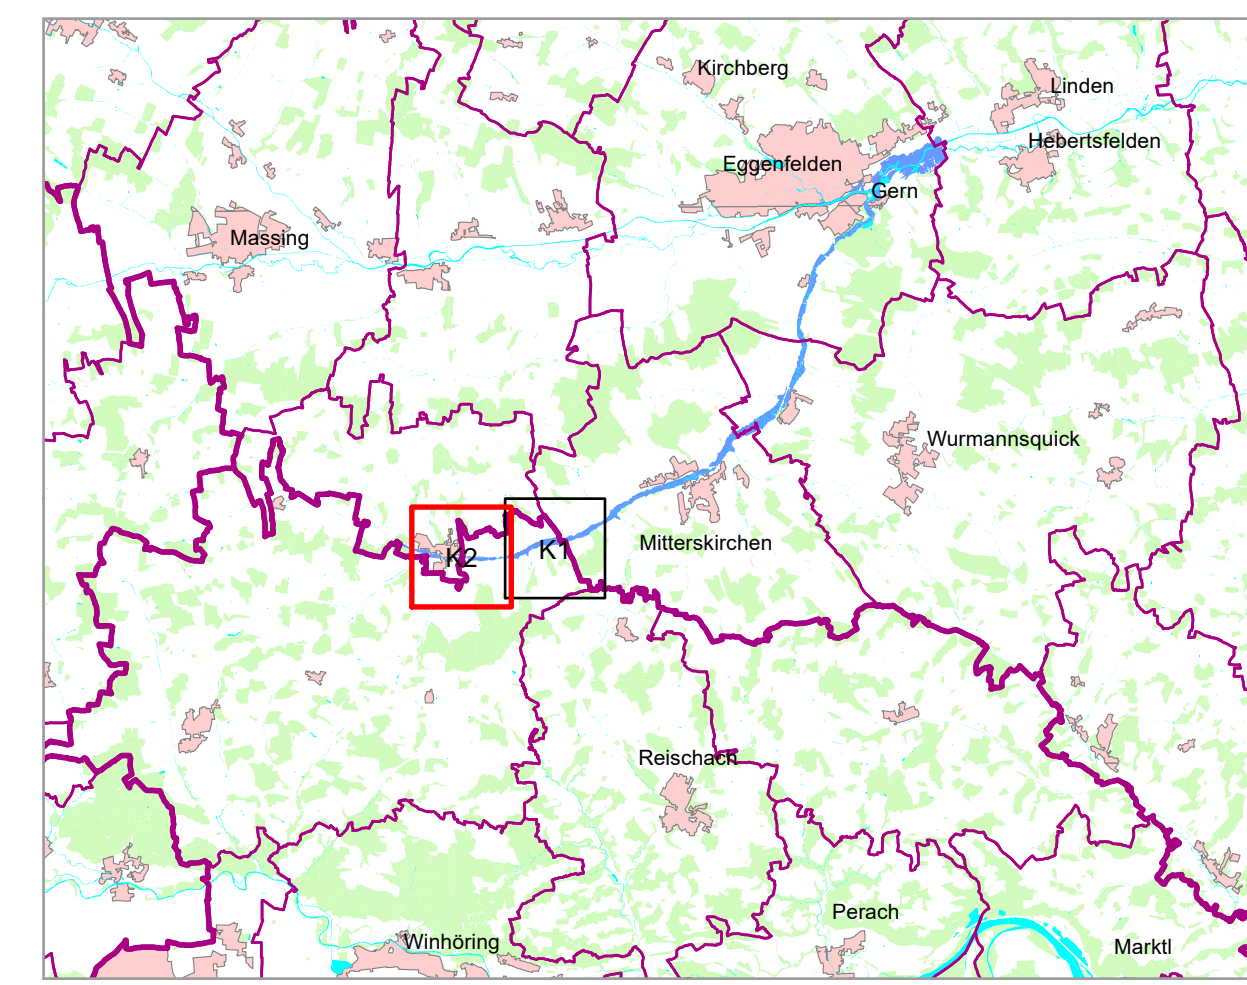 Kirchberg
Linden
Hebertsfelden
Eggenfelden
Gern
Massing
Wurmannsquick
Mitterskirchen
K1
K2
Reischach
Perach
Winhöring
Marktl